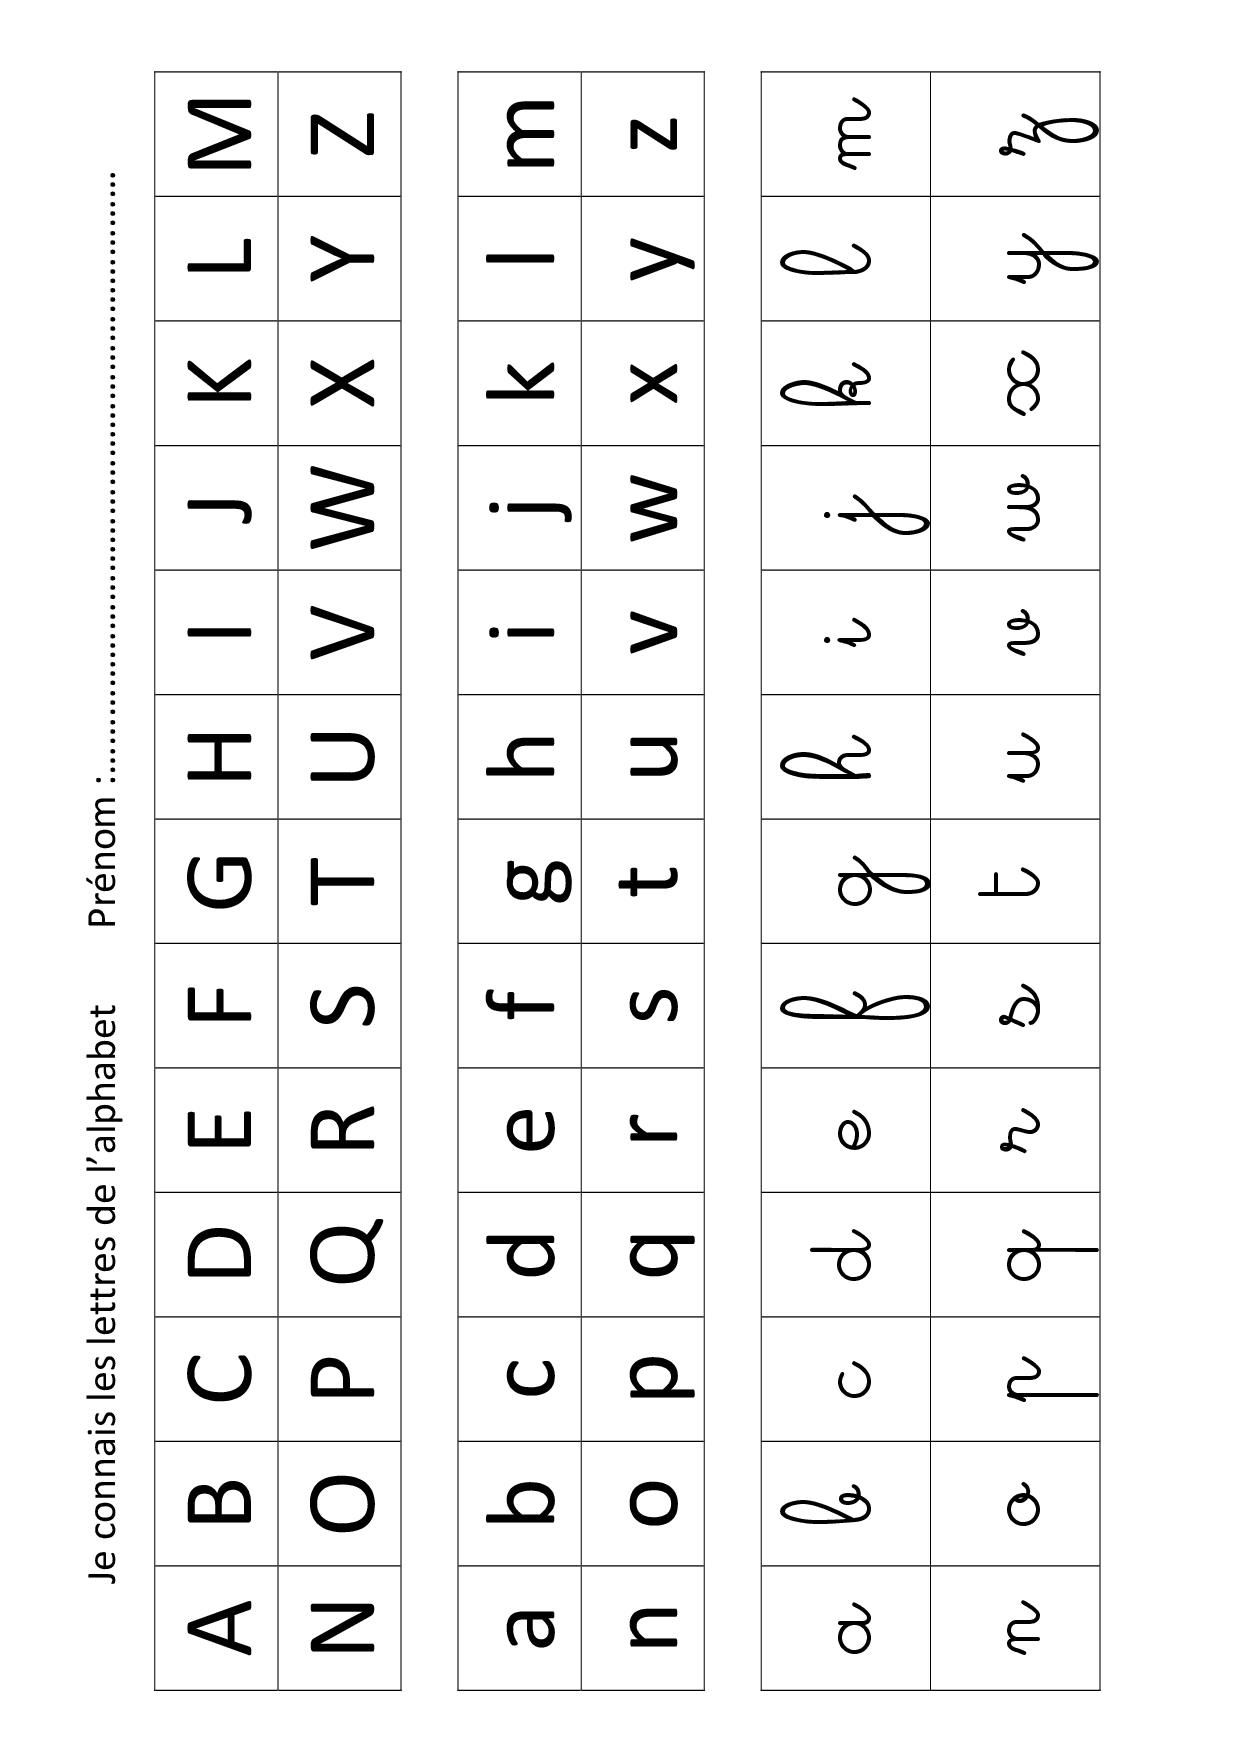 Je connais les lettres de l’alphabet Prénom :..........................................................................
A B C D E F G H I J K L M
N O P Q R S T U V W X Y Z
a b c d e f g h i j k l m
n o p q r s t u v w x y z
a b c d e f g h i j k l m
n o p q r s t u v w x y z